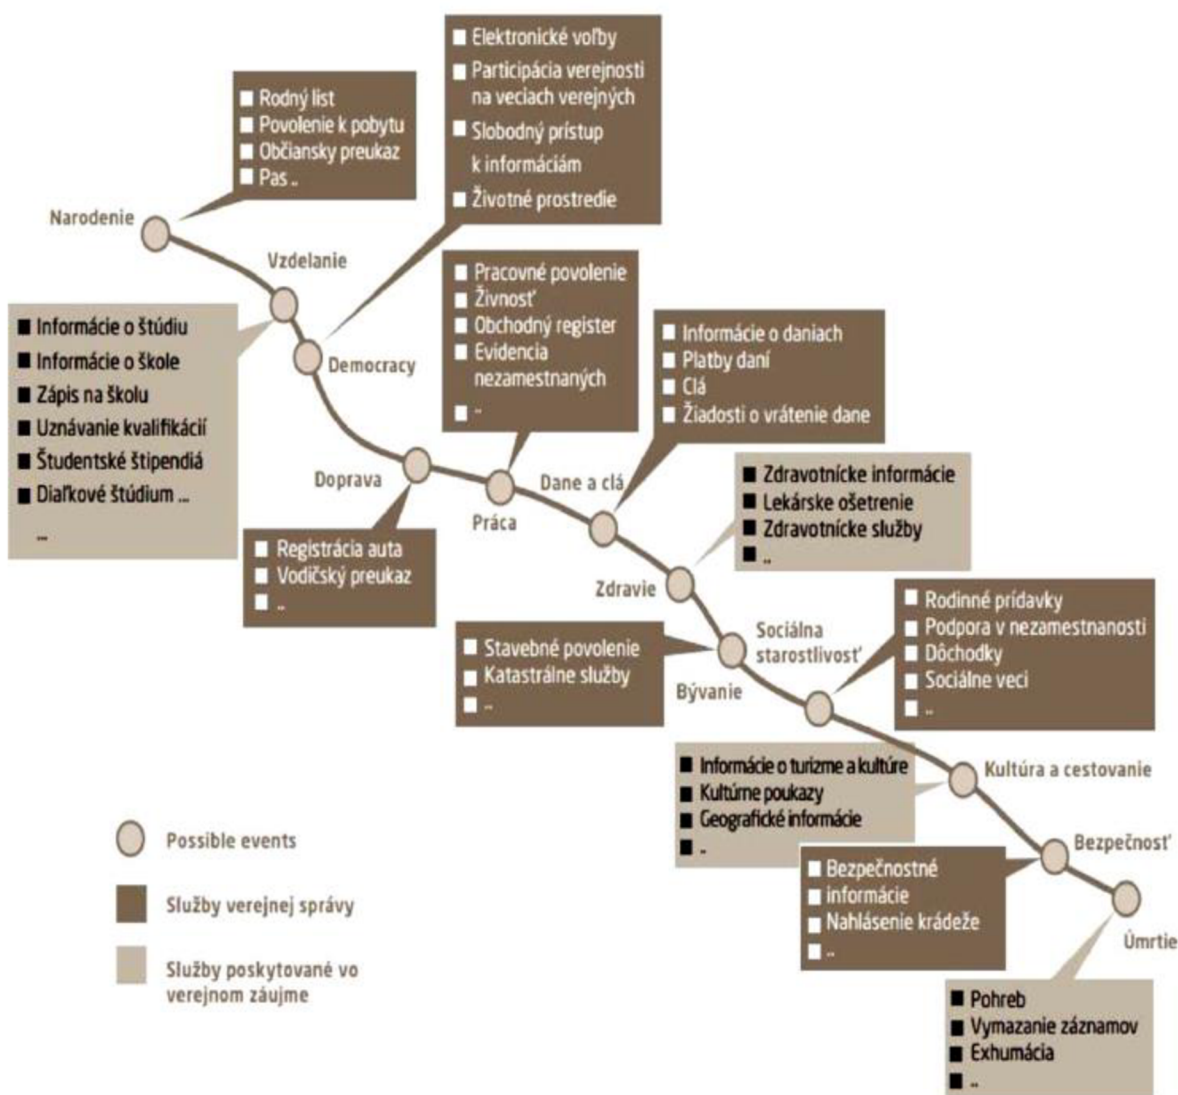 Elektronické voľby
Participácia verejnosti
na veciach verejných
Slobodný prístup
k informáciám
Životné prostredie
Rodný list
Povolenie k pobytu
Občiansky preukaz
Pas ..
Narodenie
Vzdelanie
Informácie o štúdiu
Informácie o škole
Zápis na školu
Uznávanie kvalifikácií
Študentské štipendiá
Diaľkové štúdium ...
...
Democracy
Pracovné povolenie
Živnosť
Obchodný register
Evidencia
nezamestnaných
..
Informácie o daniach
Platby daní
Clá
Žiadosti o vrátenie dane
Doprava
Práca
Dane a clá
Registrácia auta
Vodičský preukaz
..
Zdravotnícke informácie
Lekárske ošetrenie
Zdravotnícke služby
..
Zdravie
Stavebné povolenie
Katastrálne služby
..
Sociálna
starostlivosť
Bývanie
Rodinné prídavky
Podpora v nezamestnanosti
Dôchodky
Sociálne veci
..
Informácie o turizme a kultúre
Kultúrne poukazy
Geografické informácie
..
Kultúra a cestovanie
Bezpečnostné
informácie
Nahlásenie krádeže
..
Bezpečnosť
Úmrtie
Pohreb
Vymazanie záznamov
Exhumácia
..
Possible events
Služby verejnej správy
Služby poskytované vo
verejnom záujme